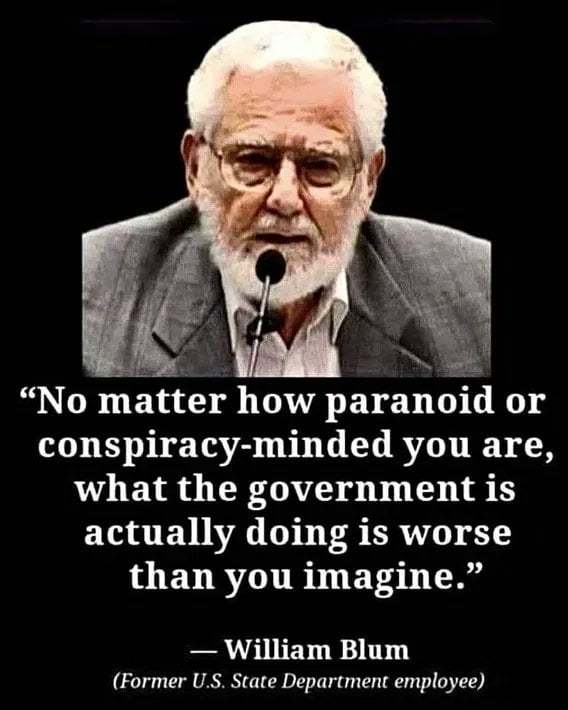 “No matter how paranoid or
conspiracy-minded you are,
what the government is
actually doing is worse
than you imagine.”
— William Blum
(Former U.S. State Department employee)